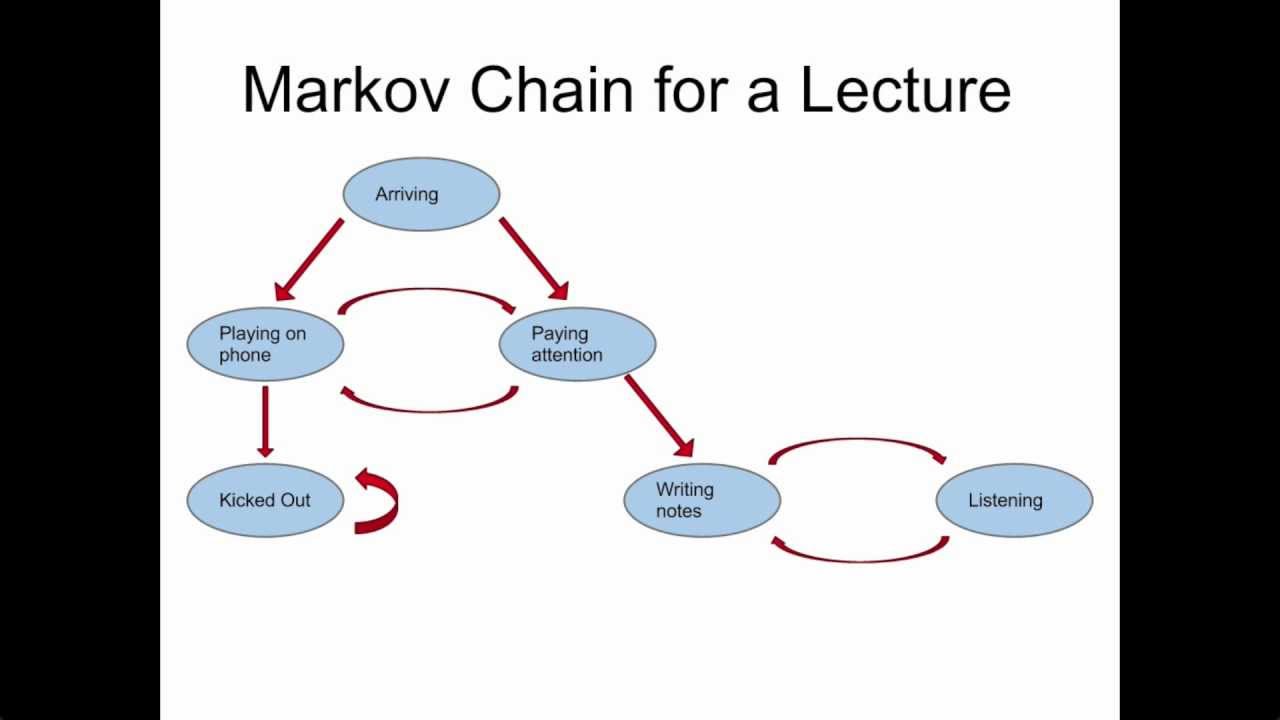 Markov Chain for a Lecture
Arriving
Playing on
phone
Paying
attention
Kicked Out
Writing
notes
Listening